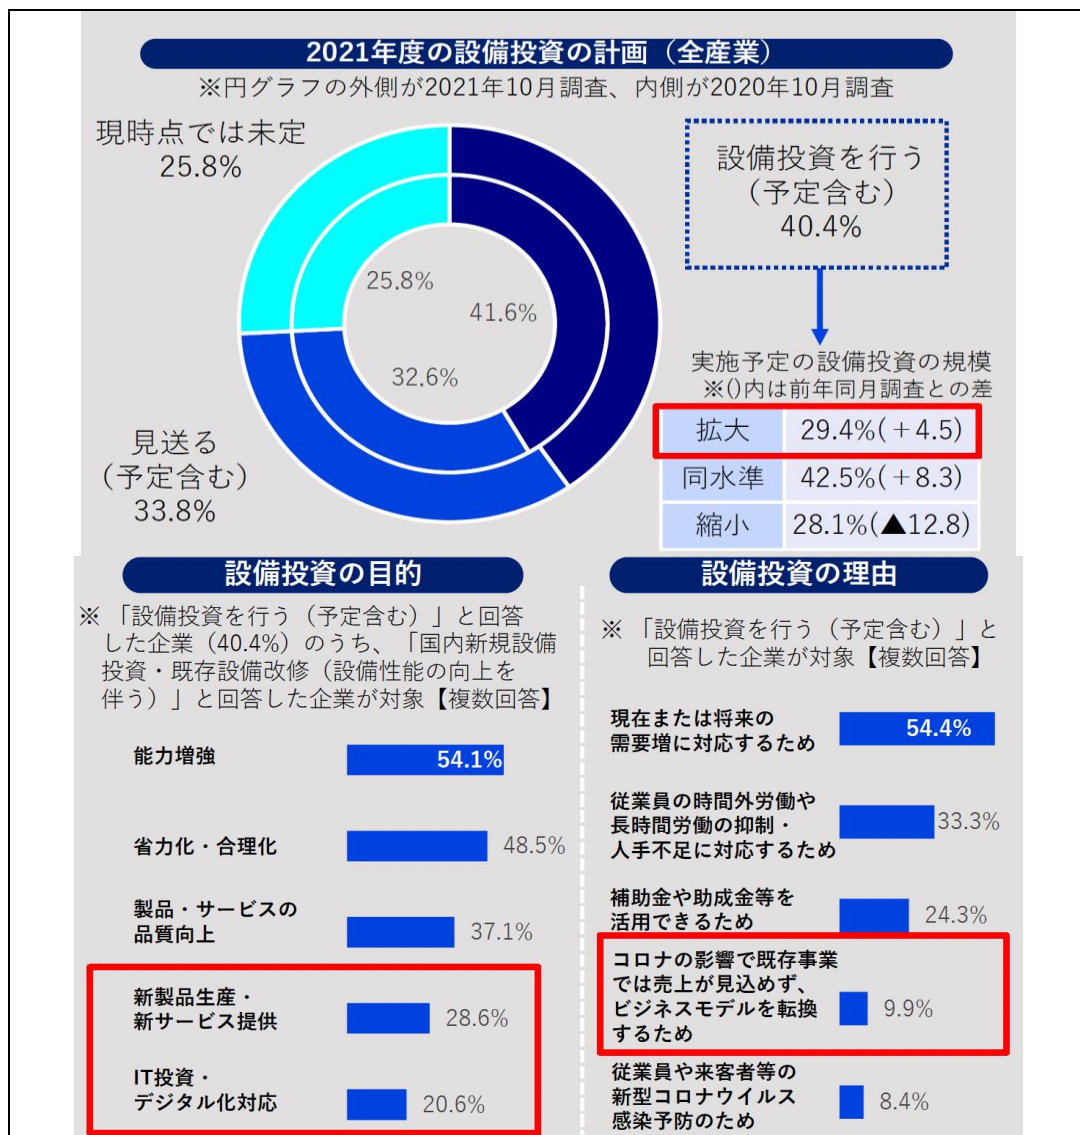 2021年度の設備投資の計画（全産業）
※円グラフの外側が2021年10月調査、内側が2020年10月調査
現時点では未定
25.8%
設備投資を行う
（予定含む）
40.4%
25.8%
41.6%
32.6%
見送る
（予定含む）
33.8%
実施予定の設備投資の規模
※()内は前年同月調査との差
拡大 29.4%(＋4.5)
同水準 42.5%(＋8.3)
縮小 28.1%(▲12.8)
設備投資の目的
※ 「設備投資を行う（予定含む）」と回答
した企業（40.4%）のうち、「国内新規設備
投資・既存設備改修（設備性能の向上を
伴う）」と回答した企業が対象【複数回答】
能力増強 54.1%
省力化・合理化 48.5%
製品・サービスの
品質向上 37.1%
新製品生産・
新サービス提供 28.6%
IT投資・
デジタル化対応 20.6%
設備投資の理由
※ 「設備投資を行う（予定含む）」と
回答した企業が対象【複数回答】
現在または将来の
需要増に対応するため 54.4%
従業員の時間外労働や
長時間労働の抑制・ 33.3%
人手不足に対応するため
補助金や助成金等を
活用できるため 24.3%
コロナの影響で既存事業
では売上が見込めず、
ビジネスモデルを転換 9.9%
するため
従業員や来客者等の
新型コロナウイルス 8.4%
感染予防のため